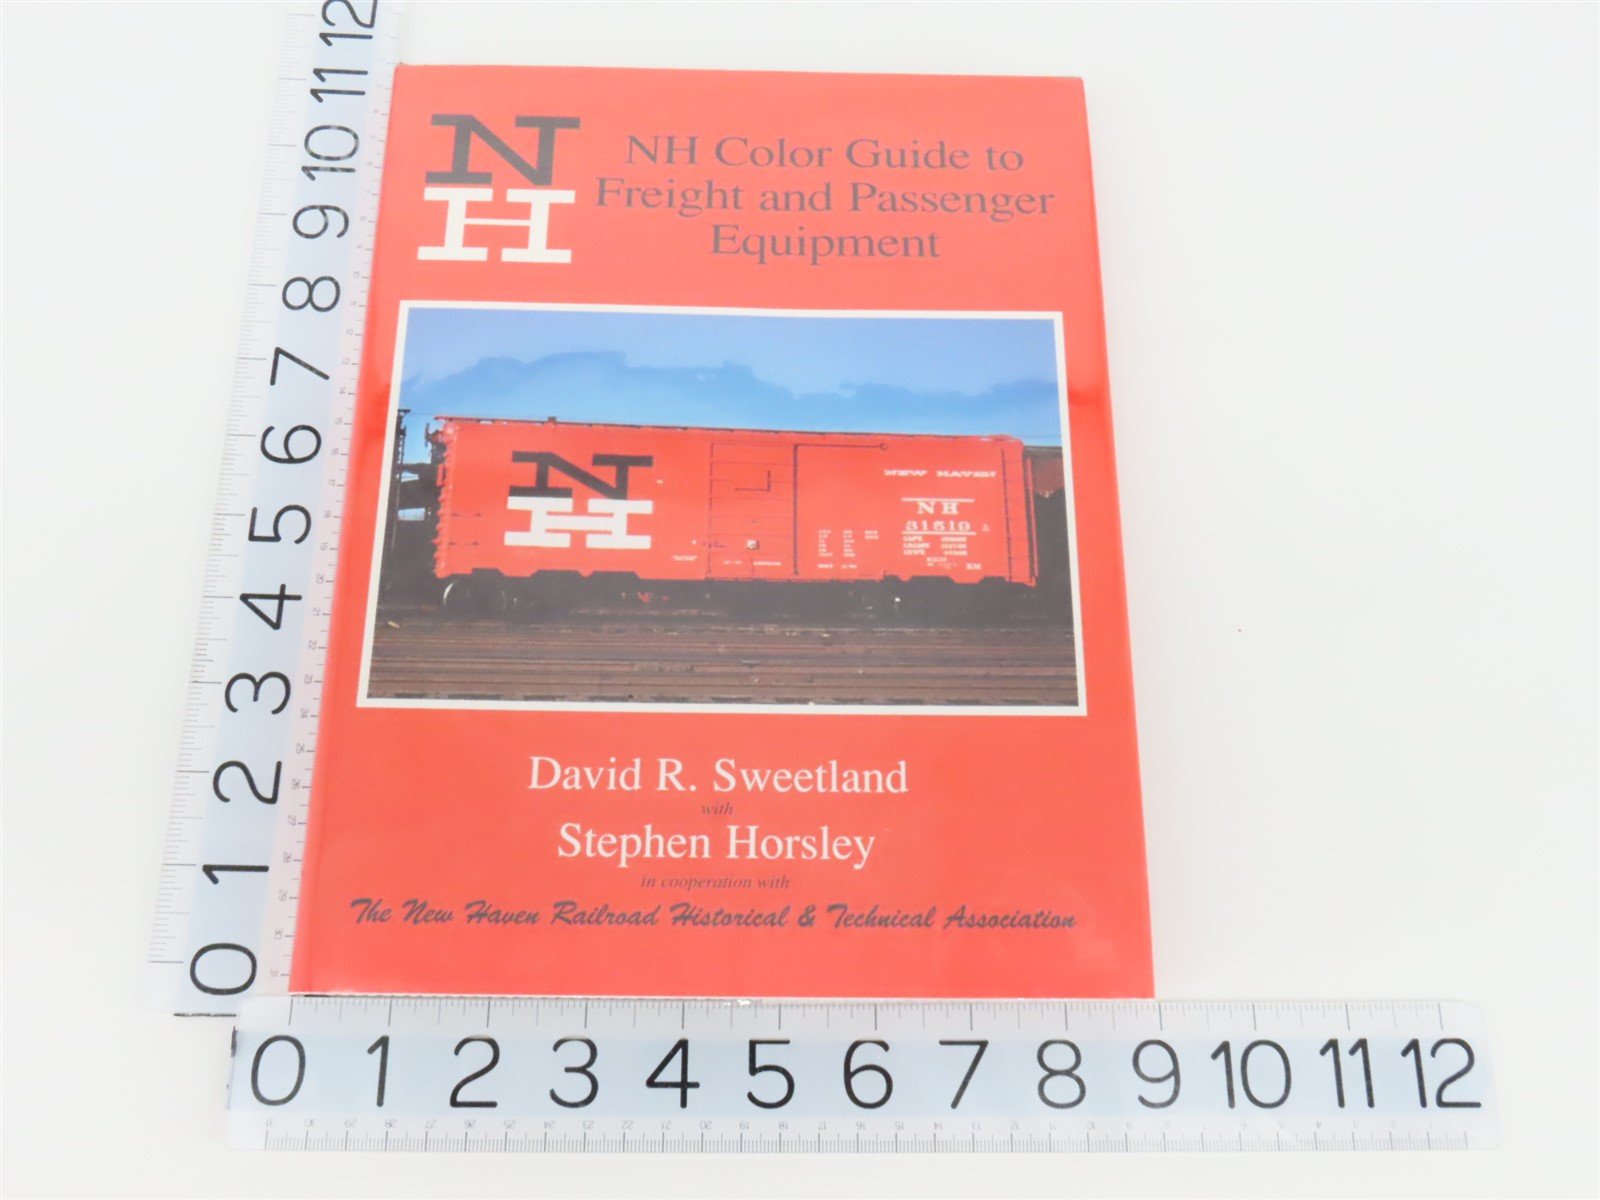 N
H
NH Color Guide to
Freight and Passenger
Equipment
N
H
NEW HAVEN
NH
31519
XM
David R. Sweetland
with
Stephen Horsley
in cooperation with
The New Haven Railroad Historical & Technical Association
12
11
10
9
8
7
6
5
4
3
2
1
0
0 1 2 3 4 5 6 7 8 9 10 11 12